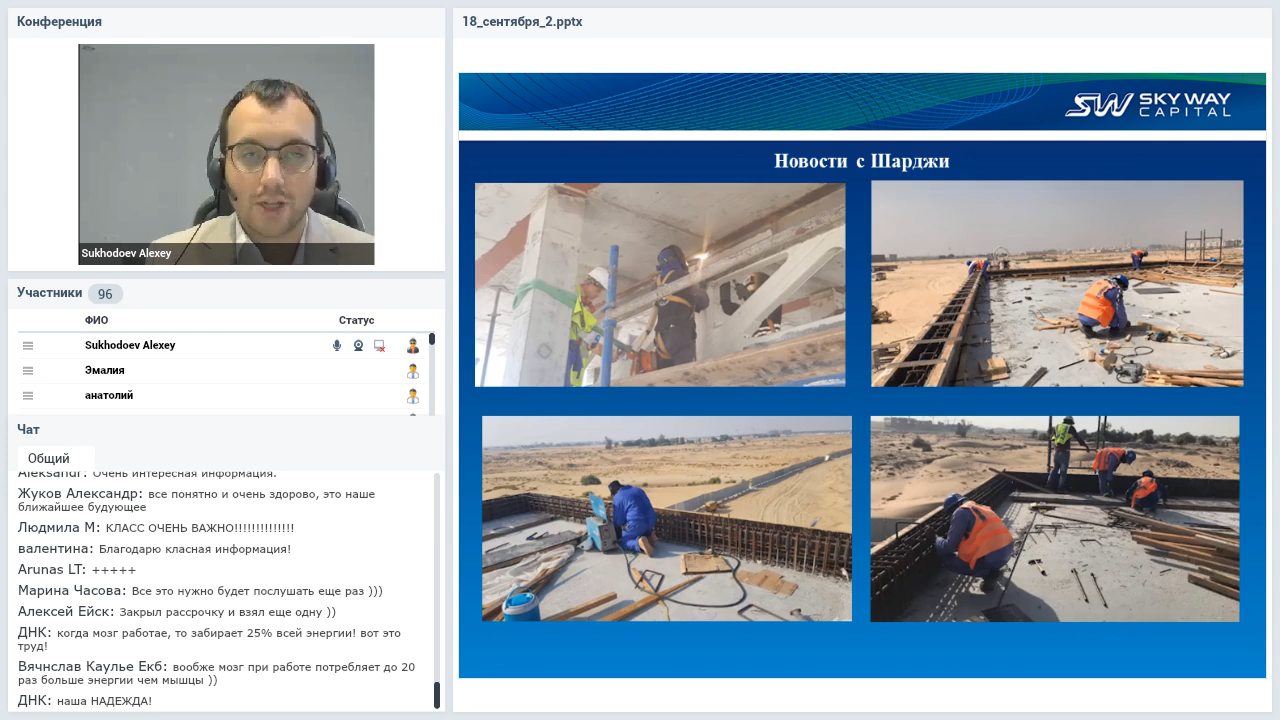 Конференция
Sukhodoev Alexey
Участники 96
ФИО Статус
Sukhodoev Alexey
Эмалия
анатолий
Чат
Общий
Aleksandr: Очень интересная информация.
Жуков Александр: все понятно и очень здорово, это наше
ближайшее будующее
Людмила М: КЛАСС ОЧЕНЬ ВАЖНО!!!!!!!!!!!!!!!
валентина: Благодарю класная информация!
Arunas LT: +++++
Марина Часова: Все это нужно будет послушать еще раз )))
Алексей Ейск: Закрыл рассрочку и взял еще одну ))
ДНК: когда мозг работае, то забирает 25% всей энергии! вот это
труд!
Вячнслав Каулье Екб: вообже мозг при работе потребляет до 20
раз больше энергии чем мышцы ))
ДНК: наша НАДЕЖДА!
18_сентября_2.pptx
SW SKY WAY
CAPITAL
Новости с Шарджи